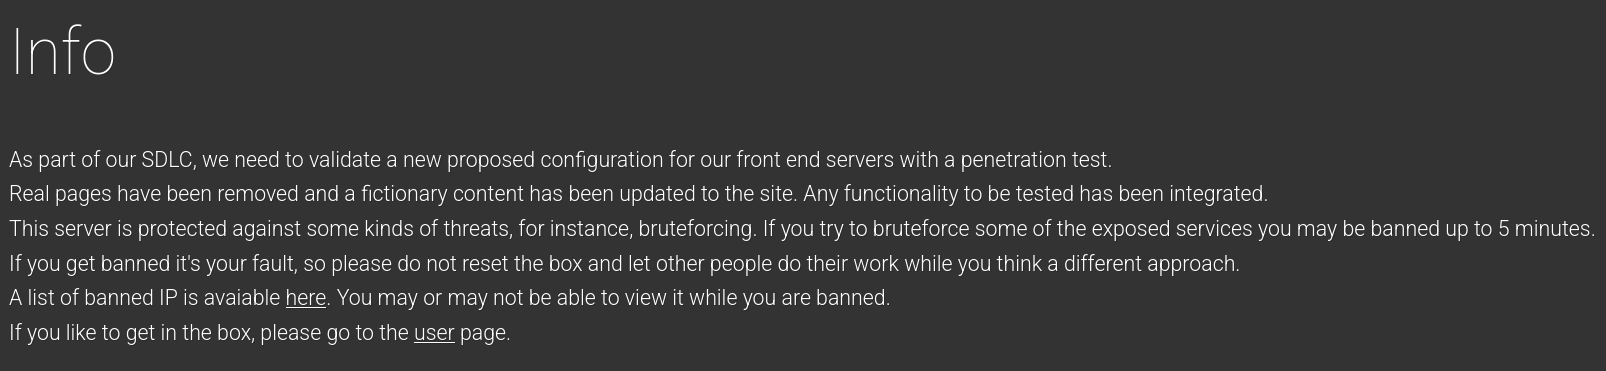 Info
As part of our SDLC, we need to validate a new proposed configuration for our front end servers with a penetration test.
Real pages have been removed and a fictionary content has been updated to the site. Any functionality to be tested has been integrated.
This server is protected against some kinds of threats, for instance, bruteforcing. If you try to bruteforce some of the exposed services you may be banned up to 5 minutes.
If you get banned it's your fault, so please do not reset the box and let other people do their work while you think a different approach.
A list of banned IP is avaiable here. You may or may not be able to view it while you are banned.
If you like to get in the box, please go to the user page.